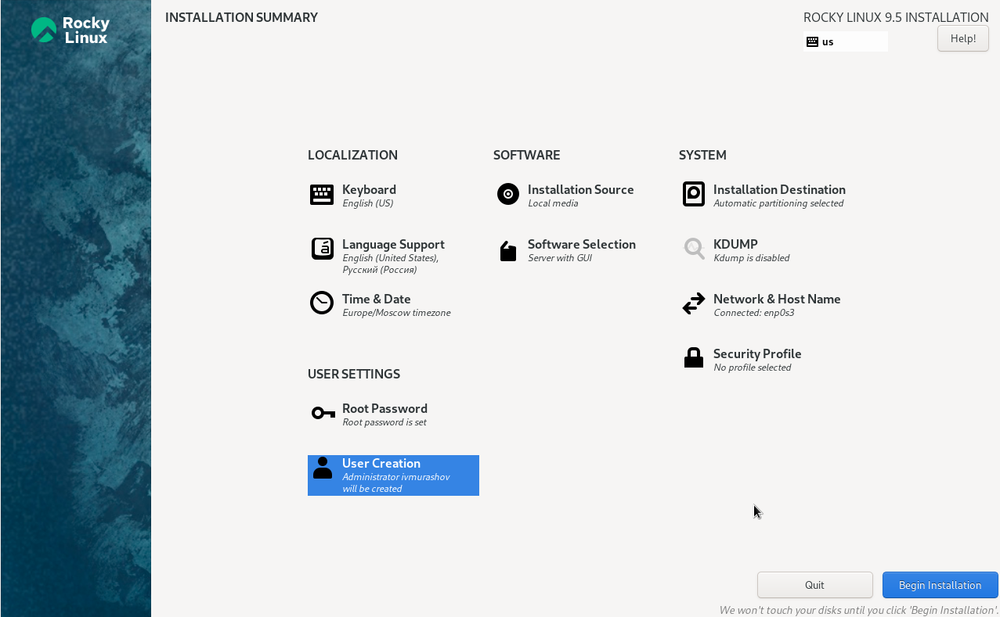 Rocky
Linux
INSTALLATION SUMMARY
ROCKY LINUX 9.5 INSTALLATION
us
Help!
LOCALIZATION
Keyboard
English (US)
Language Support
English (United States),
Русский (Россия)
Time & Date
Europe/Moscow timezone
SOFTWARE
Installation Source
Local media
Software Selection
Server with GUI
SYSTEM
Installation Destination
Automatic partitioning selected
KDUMP
Kdump is disabled
Network & Host Name
Connected: enp0s3
Security Profile
No profile selected
USER SETTINGS
Root Password
Root password is set
User Creation
Administrator ivmurashov
will be created
Quit
Begin Installation
We won't touch your disks until you click 'Begin Installation'.